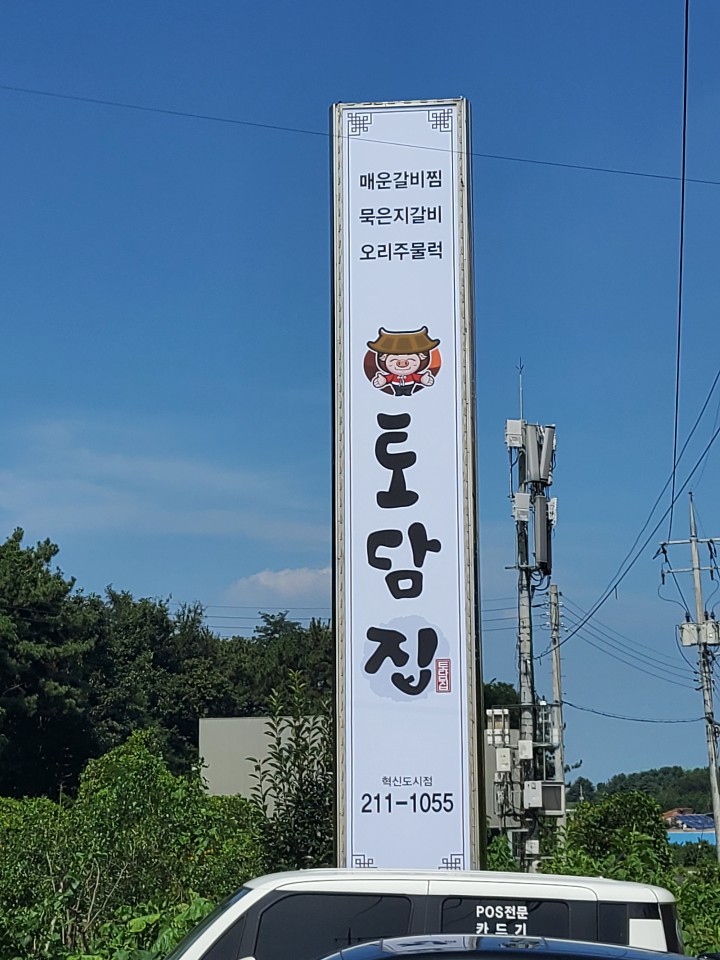 매운갈비찜
묵은지갈비
오리주물럭
토담집
토담집
혁신도시점
211-1055
POS전문
카드기